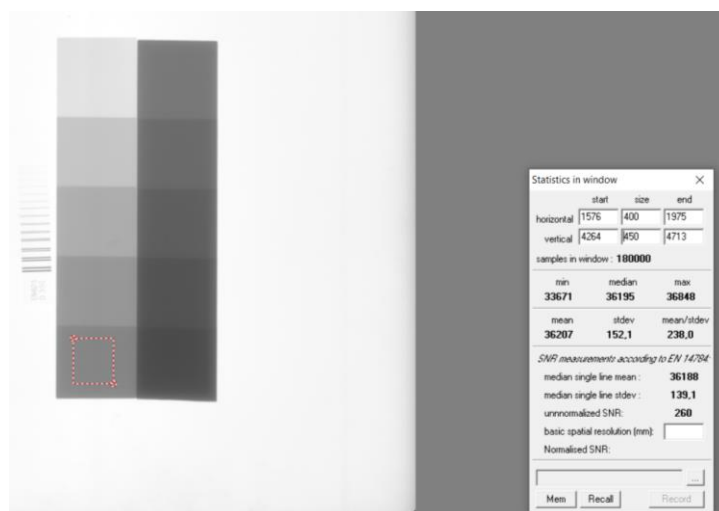 Statistics in window
start size end
horizontal 1576 400 1975
vertical 4264 450 4713
samples in window : 180000
min median max
33671 36195 36848
mean stdev mean/stdev
36207 152,1 238,0
SNR measurements according to EN 14784:
median single line mean : 36188
median single line stdev : 139,1
unnnormalized SNR: 260
basic spatial resolution (mm):
Normalised SNR:
...
Mem Recall Record